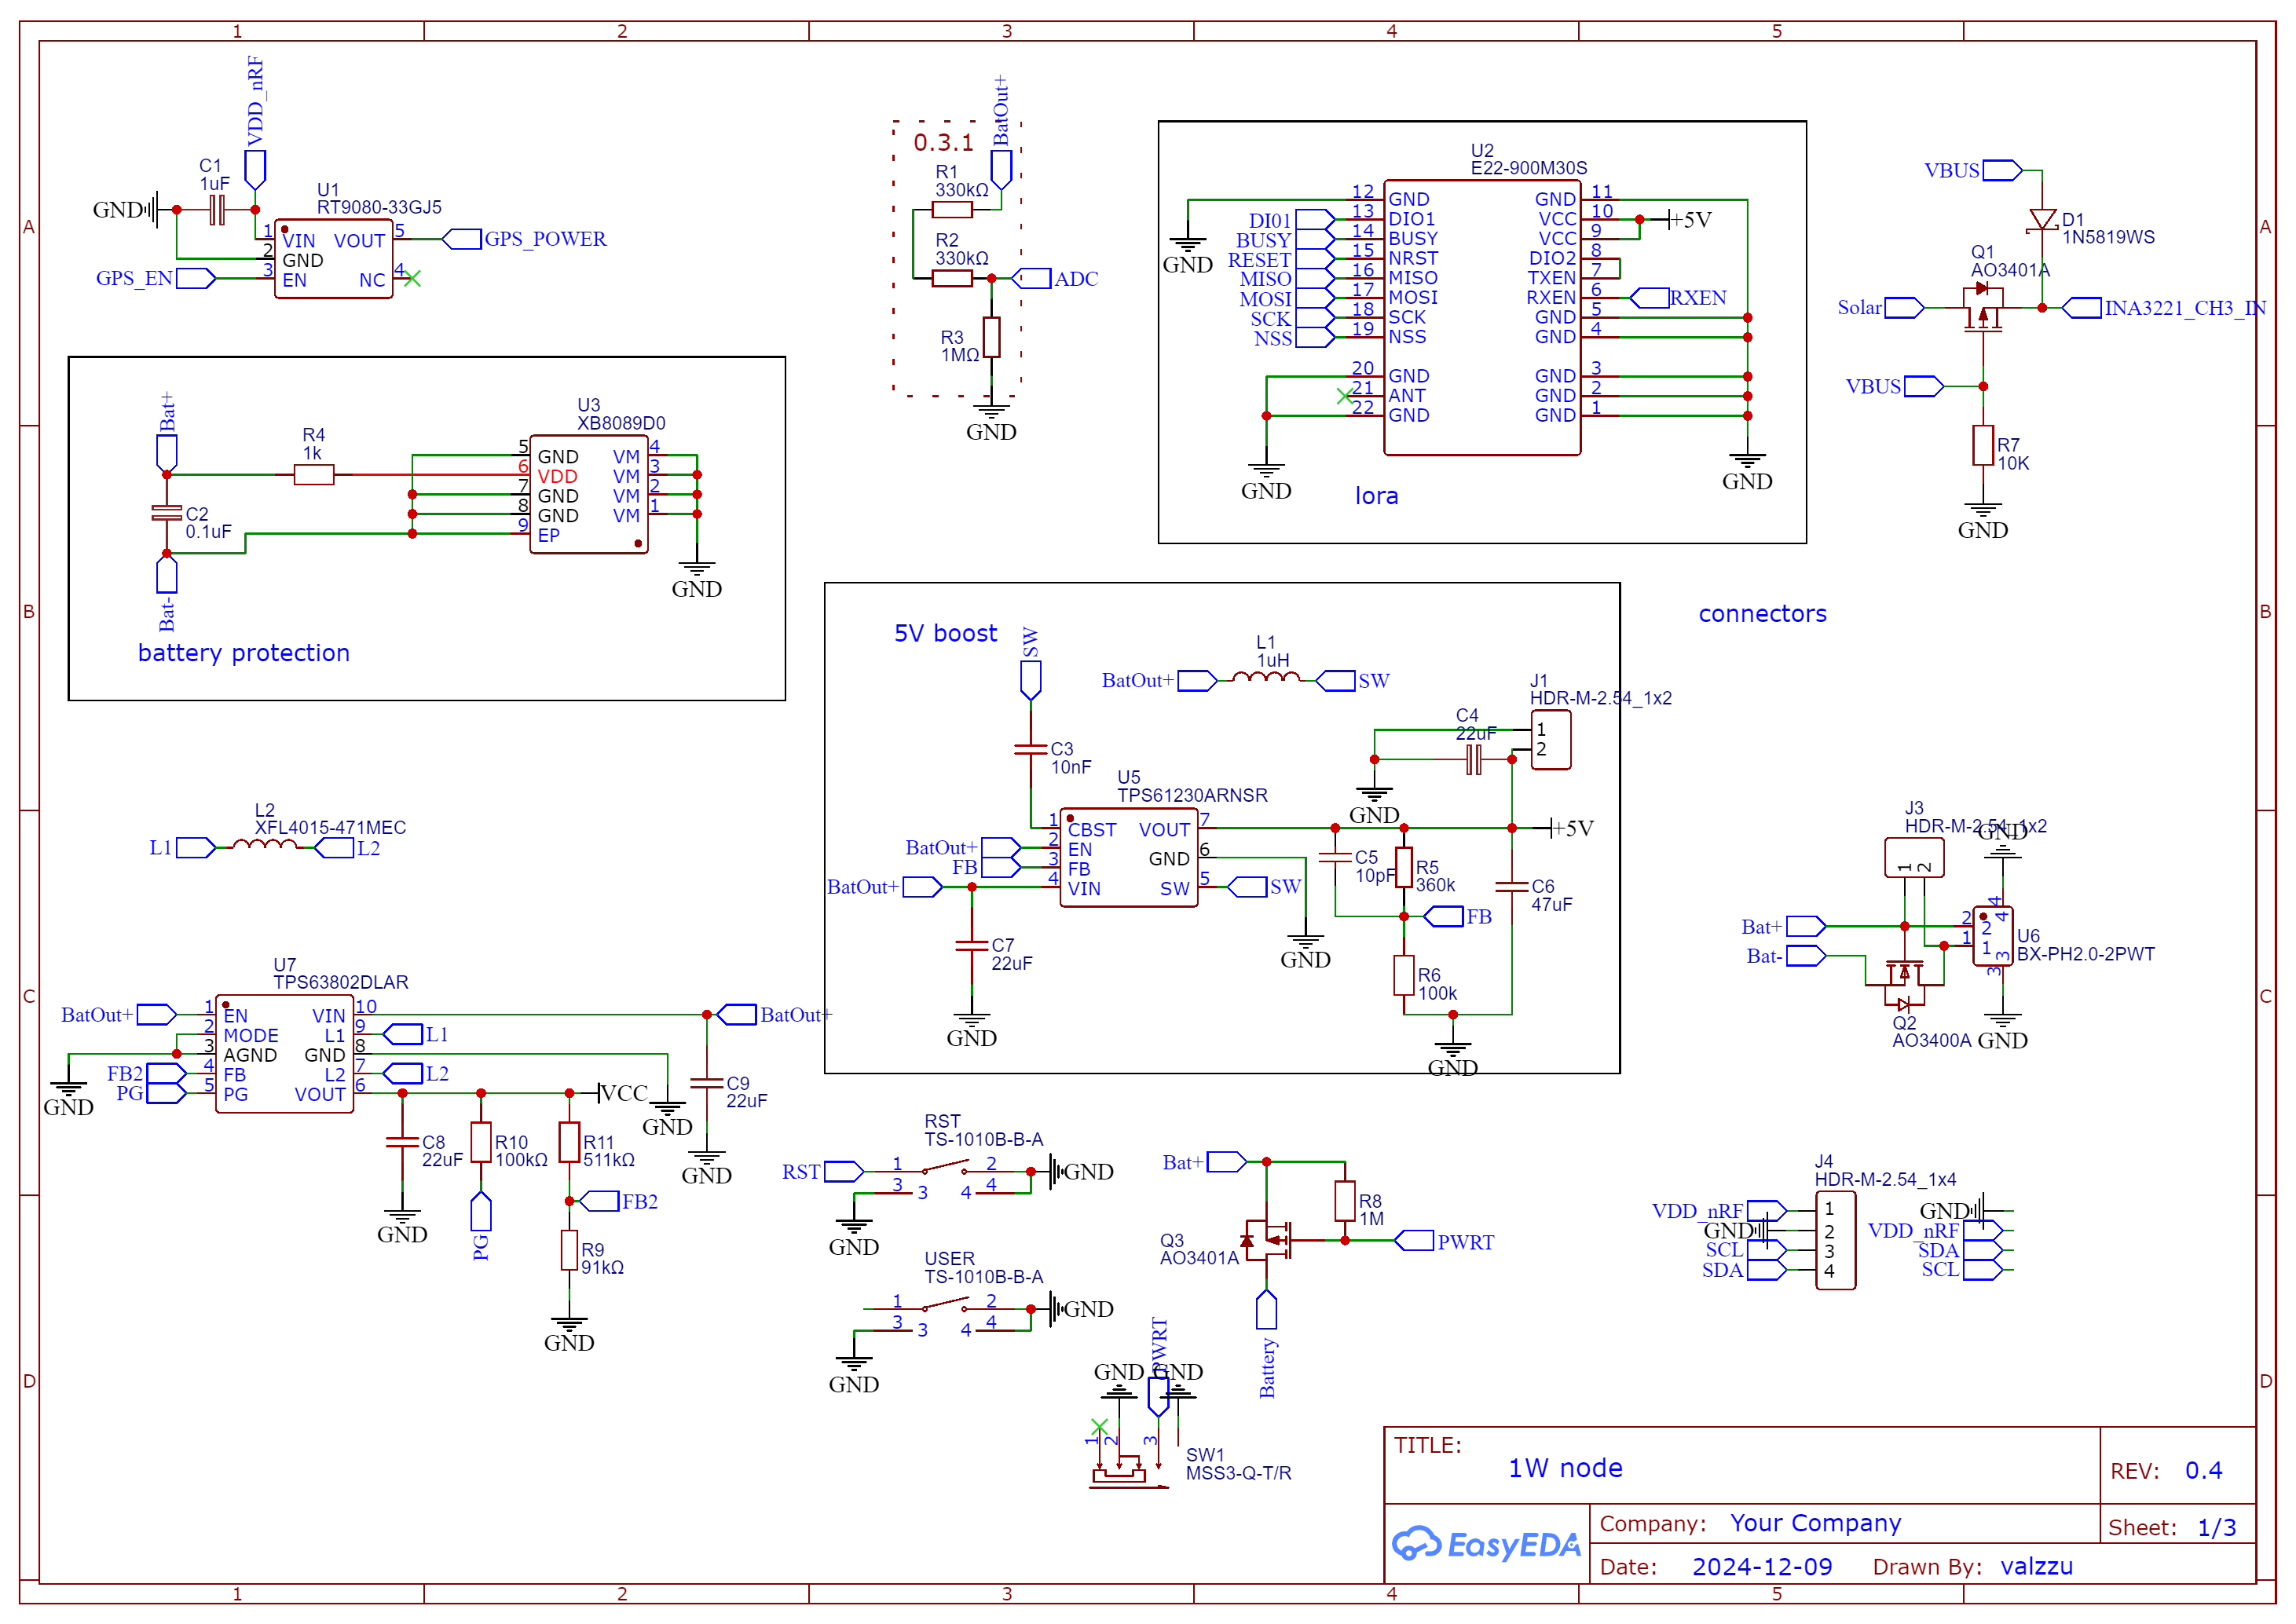 1 2 3 4 5
A
B
C
D
A
B
C
D
VDD_nRF
C1
1uF
GND
U1
RT9080-33GJ5
1 VIN VOUT 5
2 GND
3 EN NC 4
GPS_EN
GPS_POWER
0.3.1
BatOut+
R1
330kΩ
R2
330kΩ
ADC
R3
1MΩ
GND
U2
E22-900M30S
12 GND GND 11
13 DIO1 VCC 10
14 BUSY VCC 9
15 NRST DIO2 8
16 MISO TXEN 7
17 MOSI RXEN 6
18 SCK GND 5
19 NSS GND 4
20 GND GND 3
21 ANT GND 2
22 GND GND 1
DI01
BUSY
RESET
MISO
MOSI
SCK
NSS
+5V
RXEN
GND
GND
GND
lora
VBUS
D1
1N5819WS
Q1
AO3401A
Solar
INA3221_CH3_IN
VBUS
R7
10K
GND
Bat+
R4
1k
C2
0.1uF
Bat-
U3
XB8089D0
5 GND VM 4
6 VDD VM 3
7 GND VM 2
8 GND VM 1
9 EP
GND
battery protection
5V boost
SW
C3
10nF
L1
1uH
BatOut+
SW
J1
HDR-M-2.54_1x2
1
2
C4
22uF
GND
U5
TPS61230ARNSR
1 CBST VOUT 7
2 EN GND 6
3 FB
4 VIN SW 5
BatOut+
FB
BatOut+
SW
+5V
C5
10pF
R5
360k
C6
47uF
FB
C7
22uF
GND
GND
R6
100k
GND
connectors
J3
HDR-M-2.54_1x2
1 2
GND
Bat+
Bat-
2 2
1 1
4 4
3 3
U6
BX-PH2.0-2PWT
Q2
AO3400A
GND
L2
XFL4015-471MEC
L1
L2
U7
TPS63802DLAR
1 EN VIN 10
2 MODE L1 9
3 AGND GND 8
4 FB L2 7
5 PG VOUT 6
BatOut+
FB2
PG
GND
BatOut+
L1
L2
VCC
GND
C9
22uF
GND
C8
22uF
GND
R10
100kΩ
PG
R11
511kΩ
FB2
R9
91kΩ
GND
RST
TS-1010B-B-A
RST
1 2
3 3 4 4
GND
GND
USER
TS-1010B-B-A
1 2
3 3 4 4
GND
GND
Bat+
R8
1M
Q3
AO3401A
PWRT
Battery
GND
PWRT
GND
1 2 3
SW1
MSS3-Q-T/R
J4
HDR-M-2.54_1x4
VDD_nRF
GND
SCL
SDA
1
2
3
4
GND
VDD_nRF
SDA
SCL
TITLE:
1W node
REV: 0.4
EasyEDA
Company: Your Company
Sheet: 1/3
Date: 2024-12-09 Drawn By: valzzu
1 2 3 4 5